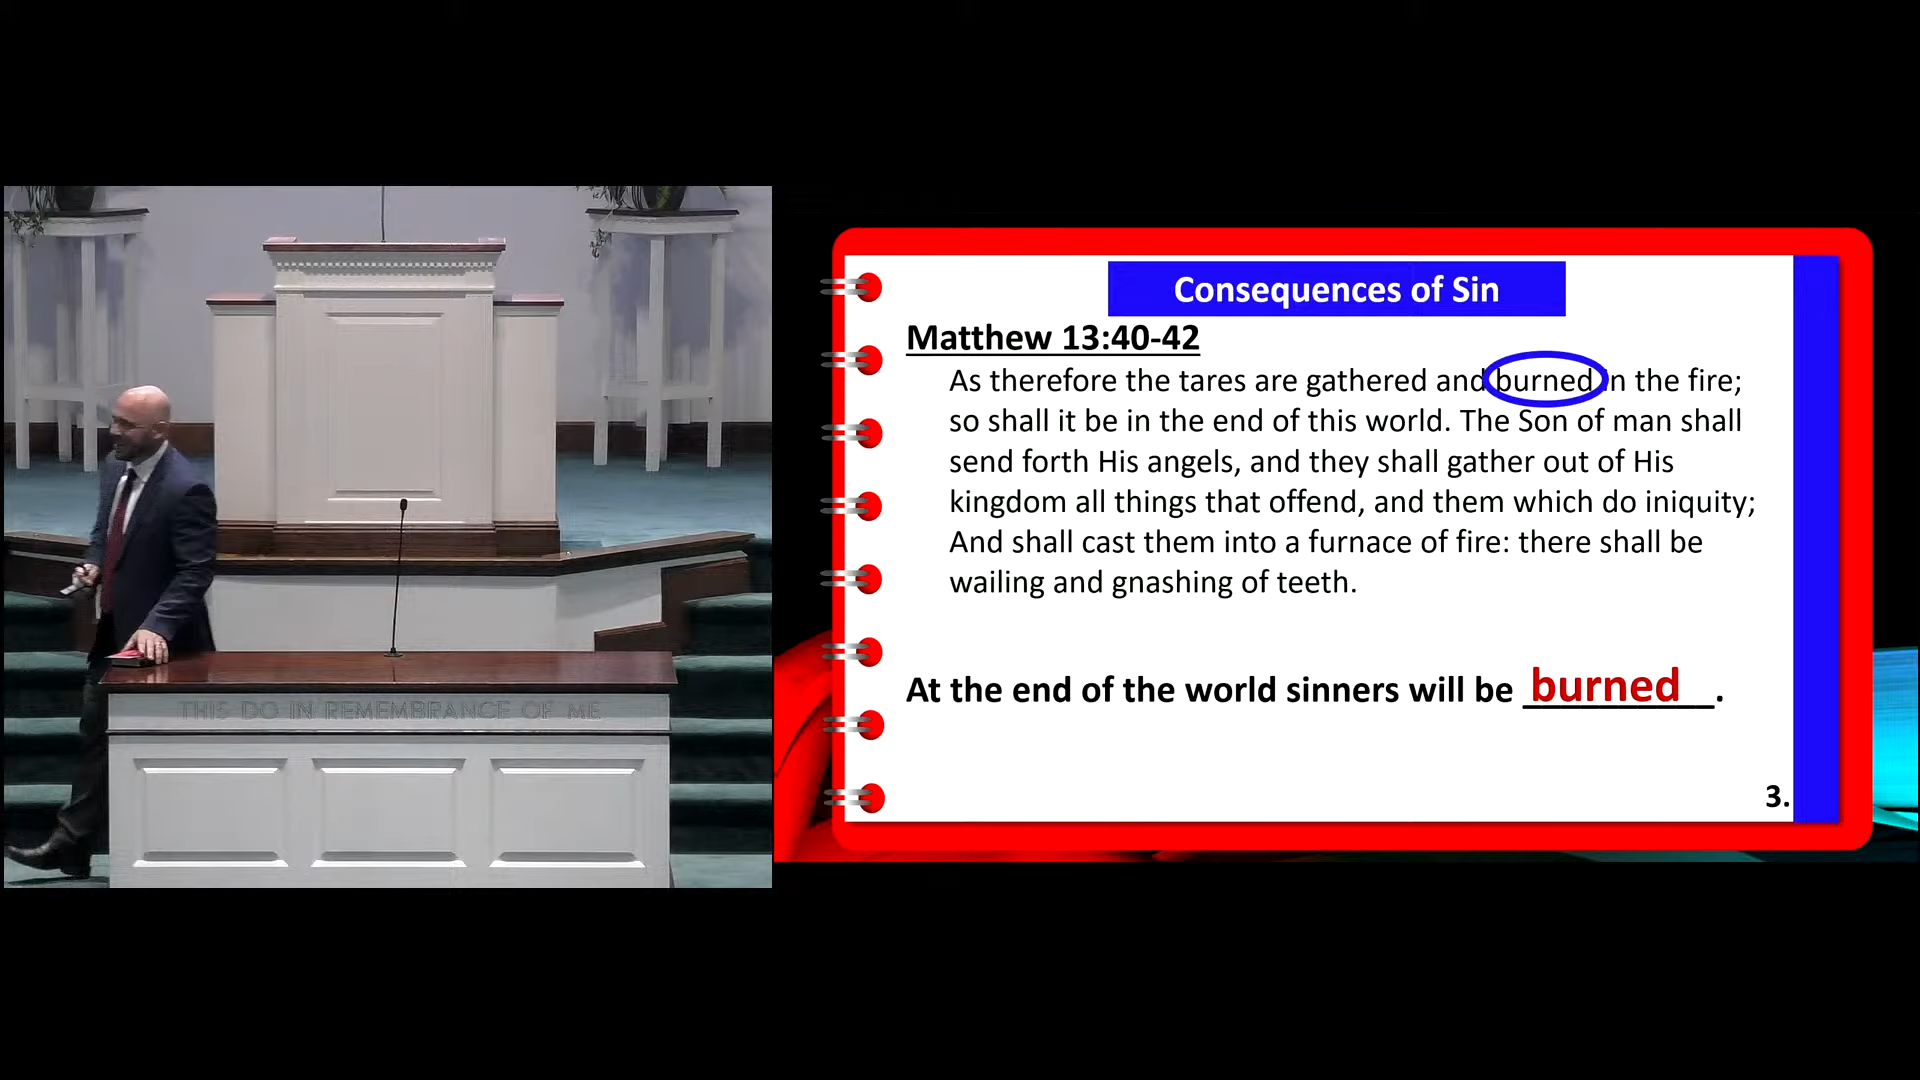 THIS DO IN REMEMBRANCE OF ME
Consequences of Sin
Matthew 13:40-42
As therefore the tares are gathered and burned in the fire;
so shall it be in the end of this world. The Son of man shall
send forth His angels, and they shall gather out of His
kingdom all things that offend, and them which do iniquity;
And shall cast them into a furnace of fire: there shall be
wailing and gnashing of teeth.
At the end of the world sinners will be burned.
3.